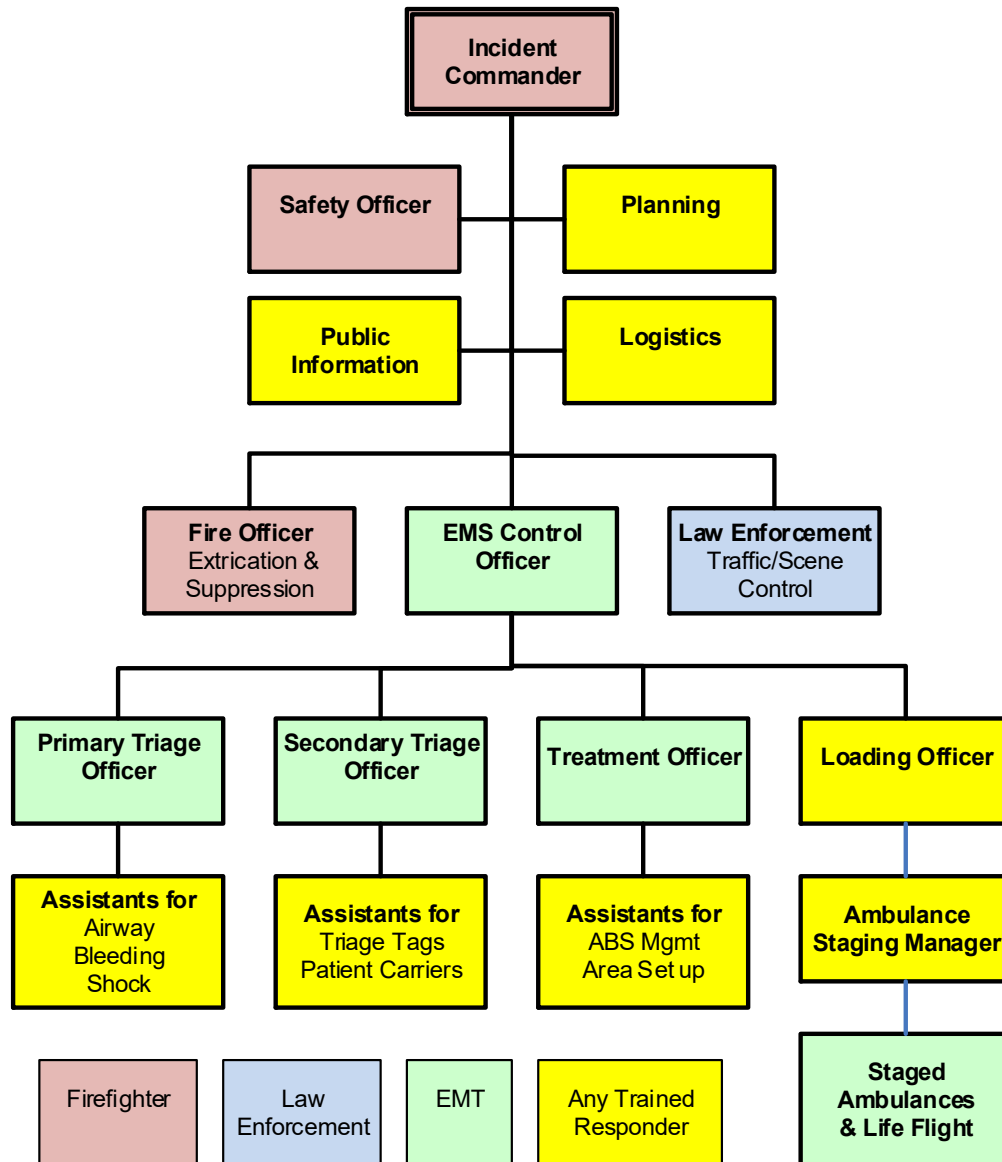 Incident
Commander
Safety Officer
Planning
Public
Information
Logistics
Fire Officer
Extrication &
Suppression
EMS Control
Officer
Law Enforcement
Traffic/Scene
Control
Primary Triage
Officer
Secondary Triage
Officer
Treatment Officer
Loading Officer
Assistants for
Airway
Bleeding
Shock
Assistants for
Triage Tags
Patient Carriers
Assistants for
ABS Mgmt
Area Set up
Ambulance
Staging Manager
Staged
Ambulances
& Life Flight
Firefighter
Law
Enforcement
EMT
Any Trained
Responder